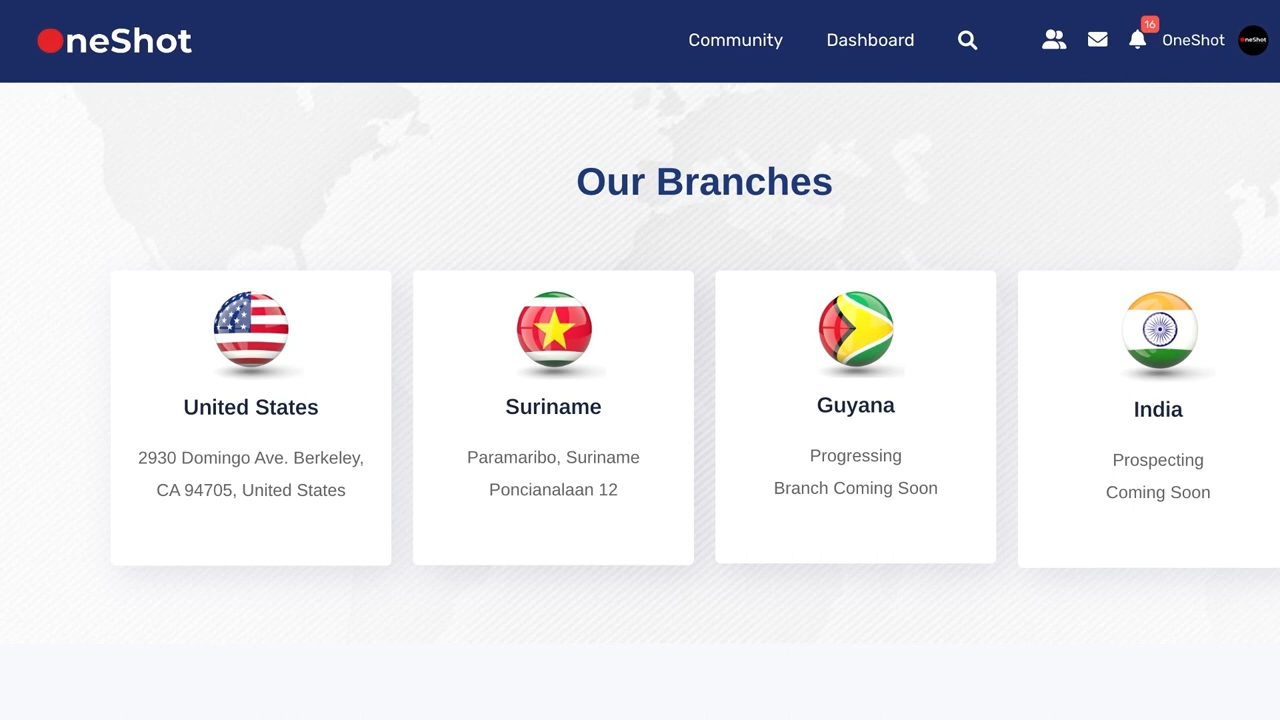 OneShot
Community Dashboard 16 OneShot OneShot
Our Branches
United States
2930 Domingo Ave. Berkeley,
CA 94705, United States
Suriname
Paramaribo, Suriname
Poncianalaan 12
Guyana
Progressing
Branch Coming Soon
India
Prospecting
Coming Soon